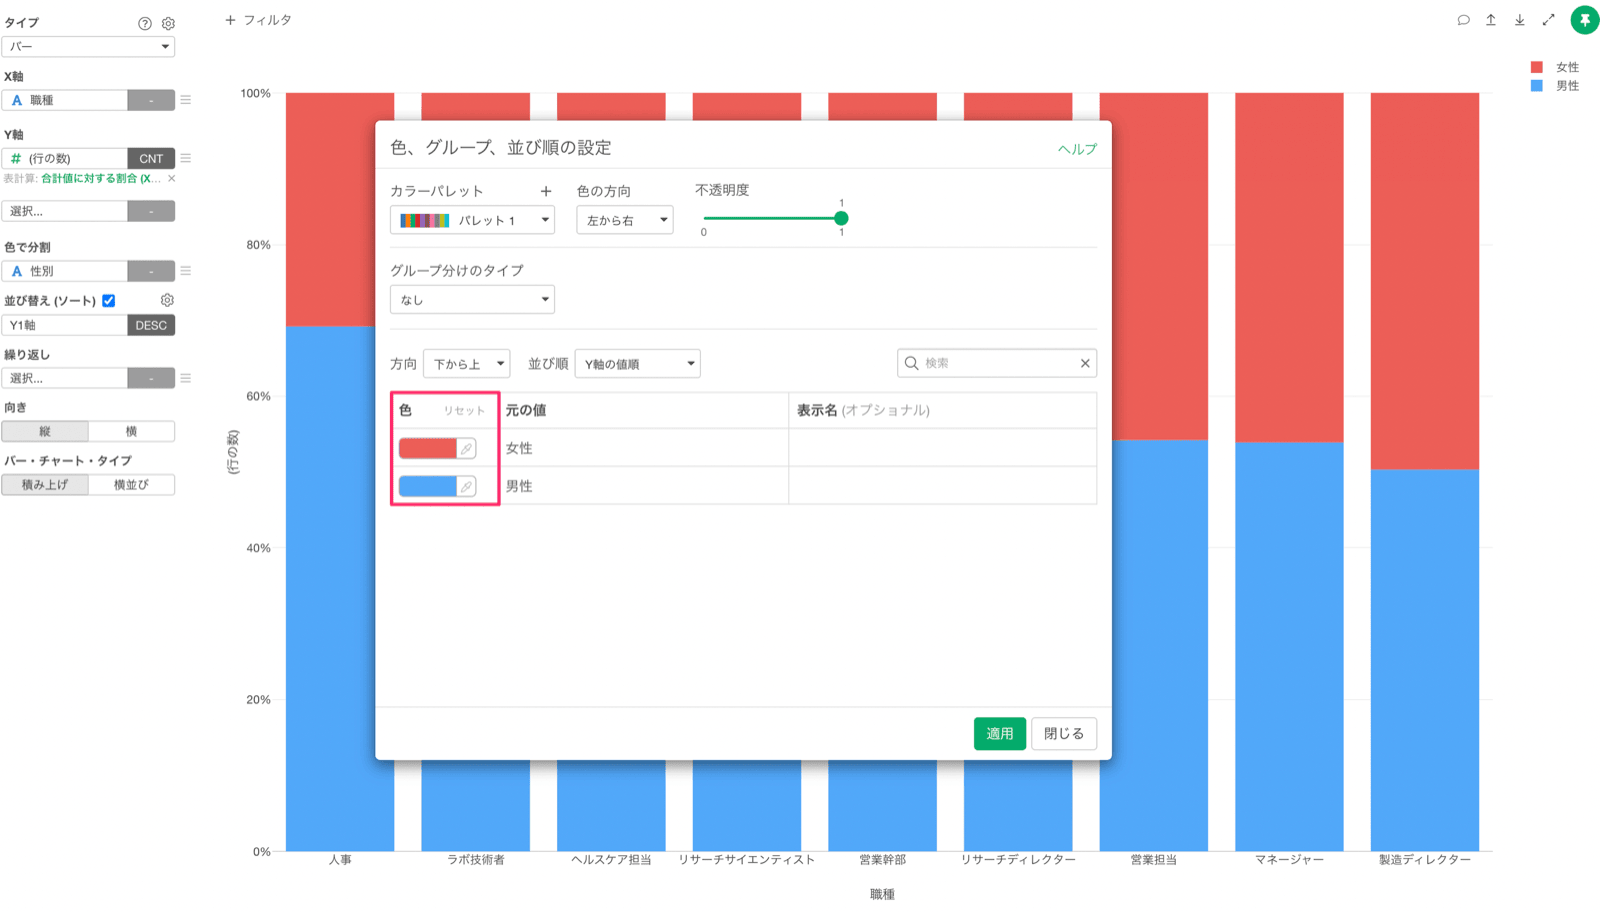 タイプ
バー
X軸
職種
-
Y軸
(行の数)
CNT
表計算: 合計値に対する割合 (X...
選択...
-
色で分割
性別
-
並び替え (ソート)
Y1軸
DESC
繰り返し
選択...
-
向き
縦
横
バー・チャート・タイプ
積み上げ
横並び
+ フィルタ
女性
男性
100%
80%
60%
40%
20%
0%
(行の数)
色、グループ、並び順の設定
ヘルプ
カラーパレット
+
色の方向
不透明度
パレット 1
左から右
1
0
1
グループ分けのタイプ
なし
方向
下から上
並び順
Y軸の値順
検索
色
リセット
元の値
表示名 (オプショナル)
女性
男性
適用
閉じる
人事
ラボ技術者
ヘルスケア担当
リサーチサイエンティスト
営業幹部
リサーチディレクター
営業担当
マネージャー
製造ディレクター
職種